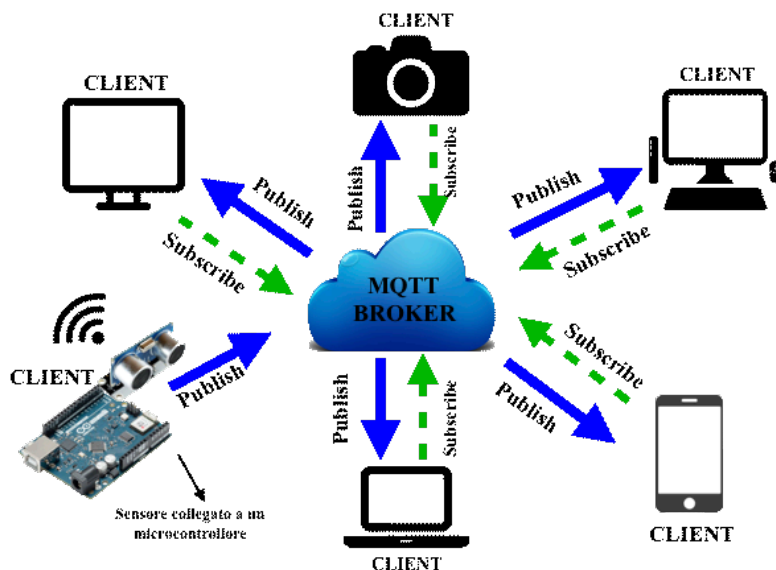 CLIENT
CLIENT
CLIENT
Publish
Subscribe
Publish
Subscribe
Publish
Subscribe
MQTT
BROKER
CLIENT
Publish
Publish
Subscribe
Publish
Subscribe
Sensore collegato a un
microcontrollore
CLIENT
CLIENT